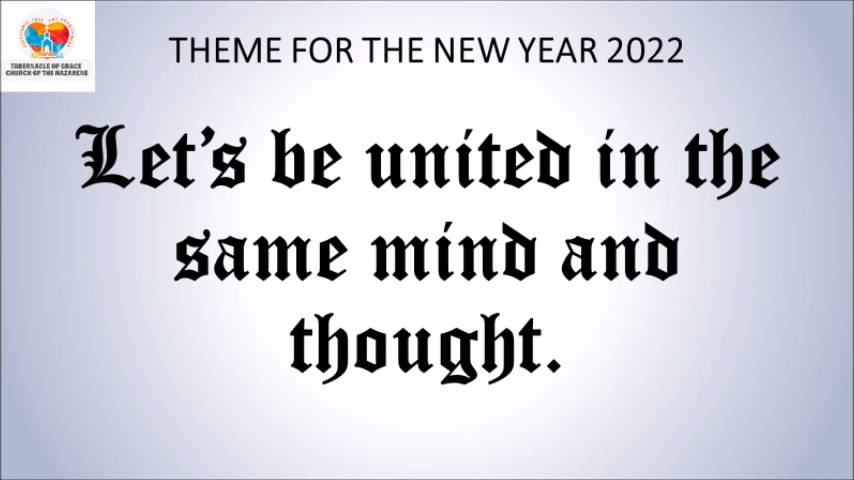 TABERNACLE OF GRACE
CHURCH OF THE NAZARENE
THEME FOR THE NEW YEAR 2022
Let's be united in the
same mind and
thought.